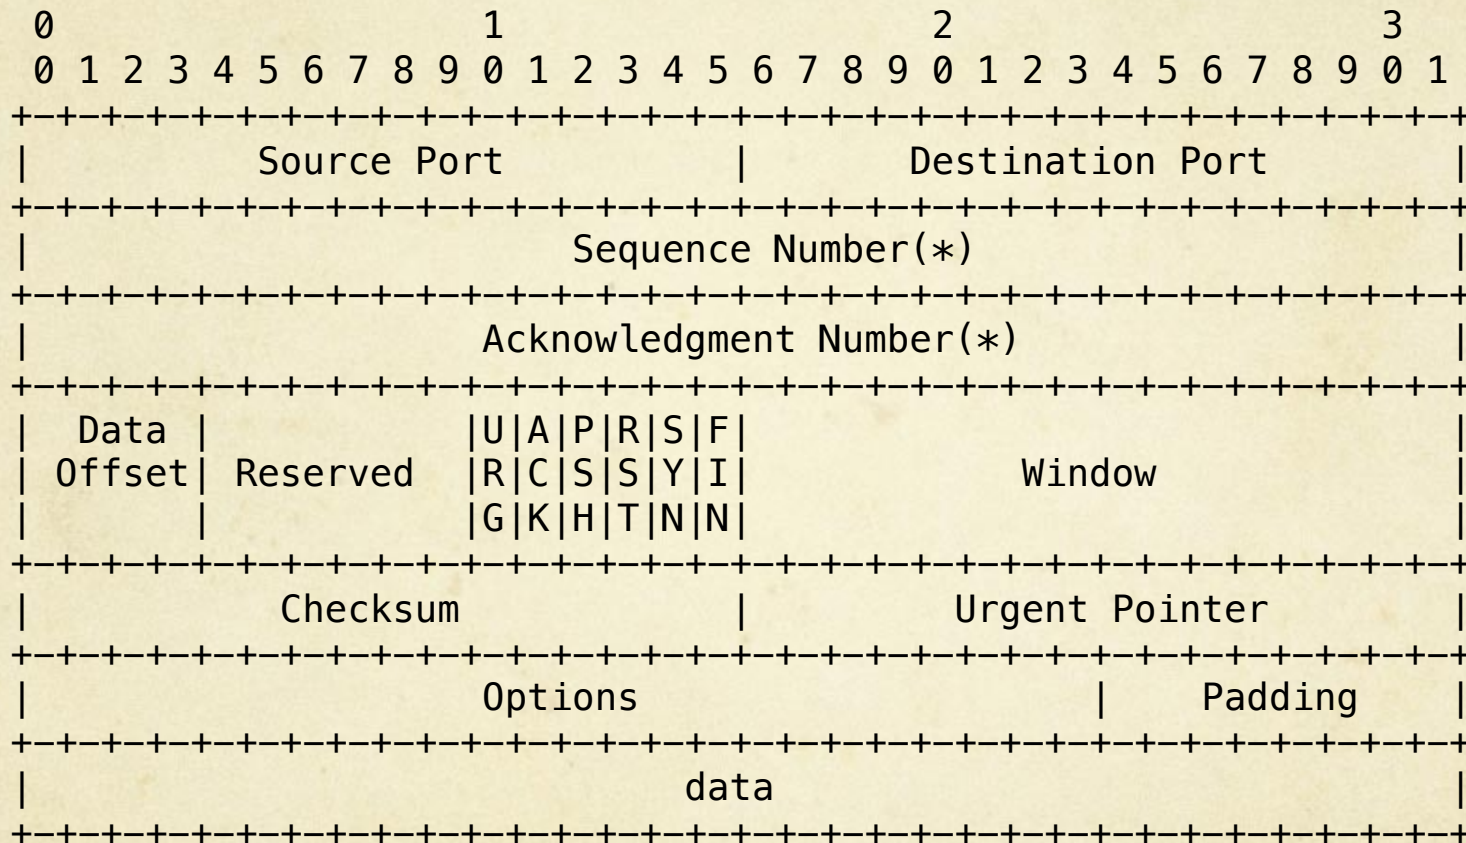 0                   1                   2                   3
 0 1 2 3 4 5 6 7 8 9 0 1 2 3 4 5 6 7 8 9 0 1 2 3 4 5 6 7 8 9 0 1
+-+-+-+-+-+-+-+-+-+-+-+-+-+-+-+-+-+-+-+-+-+-+-+-+-+-+-+-+-+-+-+-+
|          Source Port          |       Destination Port        |
+-+-+-+-+-+-+-+-+-+-+-+-+-+-+-+-+-+-+-+-+-+-+-+-+-+-+-+-+-+-+-+-+
|                        Sequence Number(*)                     |
+-+-+-+-+-+-+-+-+-+-+-+-+-+-+-+-+-+-+-+-+-+-+-+-+-+-+-+-+-+-+-+-+
|                    Acknowledgment Number(*)                   |
+-+-+-+-+-+-+-+-+-+-+-+-+-+-+-+-+-+-+-+-+-+-+-+-+-+-+-+-+-+-+-+-+
|  Data |           |U|A|P|R|S|F|                               |
| Offset| Reserved  |R|C|S|S|Y|I|            Window             |
|       |           |G|K|H|T|N|N|                               |
+-+-+-+-+-+-+-+-+-+-+-+-+-+-+-+-+-+-+-+-+-+-+-+-+-+-+-+-+-+-+-+-+
|           Checksum            |         Urgent Pointer        |
+-+-+-+-+-+-+-+-+-+-+-+-+-+-+-+-+-+-+-+-+-+-+-+-+-+-+-+-+-+-+-+-+
|                    Options                    |    Padding    |
+-+-+-+-+-+-+-+-+-+-+-+-+-+-+-+-+-+-+-+-+-+-+-+-+-+-+-+-+-+-+-+-+
|                             data                              |
+-+-+-+-+-+-+-+-+-+-+-+-+-+-+-+-+-+-+-+-+-+-+-+-+-+-+-+-+-+-+-+-+